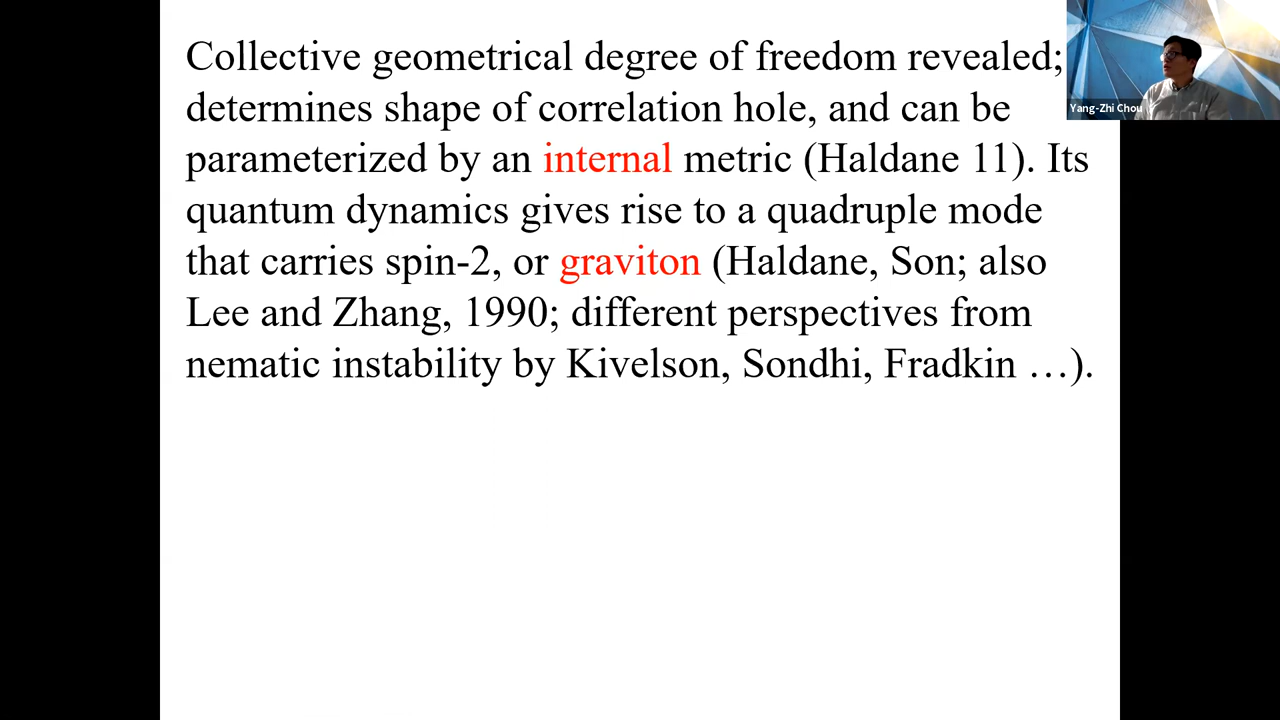 Collective geometrical degree of freedom revealed;
determines shape of correlation hole, and can be
parameterized by an internal metric (Haldane 11). Its
quantum dynamics gives rise to a quadruple mode
that carries spin-2, or graviton (Haldane, Son; also
Lee and Zhang, 1990; different perspectives from
nematic instability by Kivelson, Sondhi, Fradkin …).
Yang-Zhi Chou